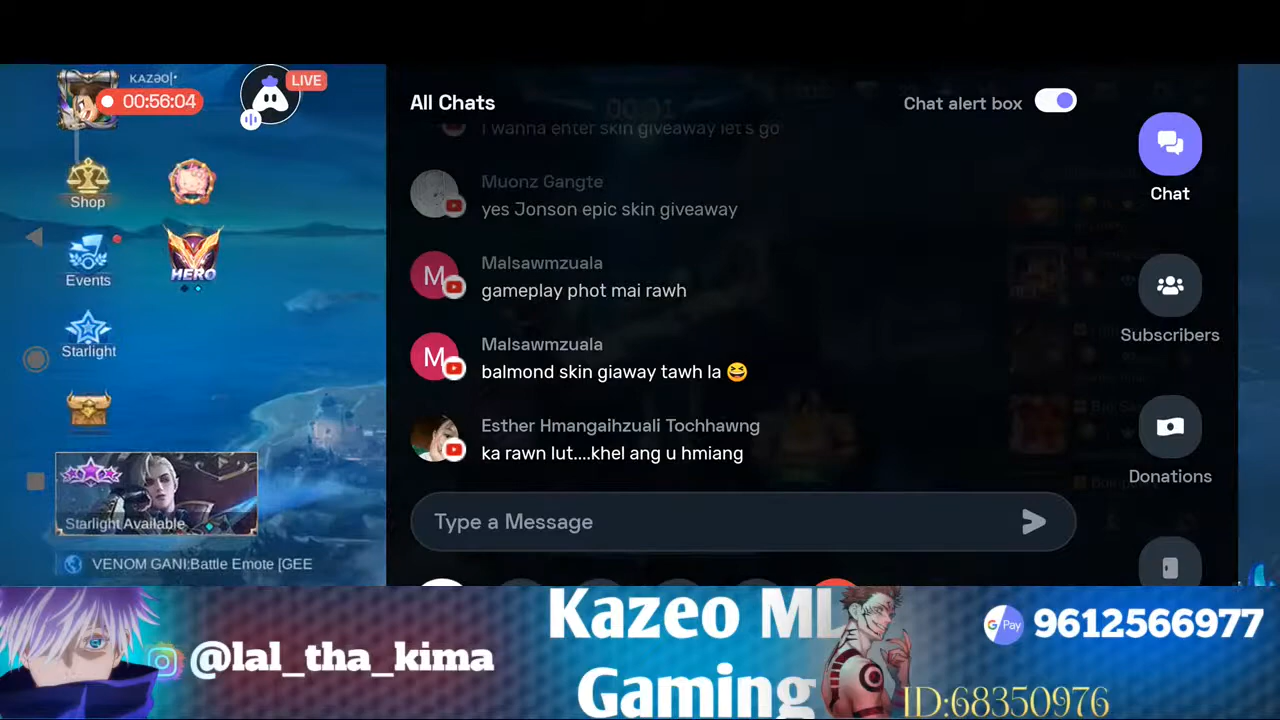 ᴋᴀᴢᴇᴏ|•
LIVE
00:56:04
Shop
HERO
Events
Starlight
Starlight Available
VENOM GANI:Battle Emote [GEE
All Chats
Chat alert box
I wanna enter skin giveaway let's go
Muonz Gangte
yes Jonson epic skin giveaway
M
Malsawmzuala
gameplay phot mai rawh
M
Malsawmzuala
balmond skin giaway tawh la 😆
Esther Hmangaihzuali Tochhawng
ka rawn lut....khel ang u hmiang
Type a Message
Chat
Subscribers
Donations
@lal_tha_kima
Kazeo ML
Gaming
G Pay 9612566977
ID:68350976